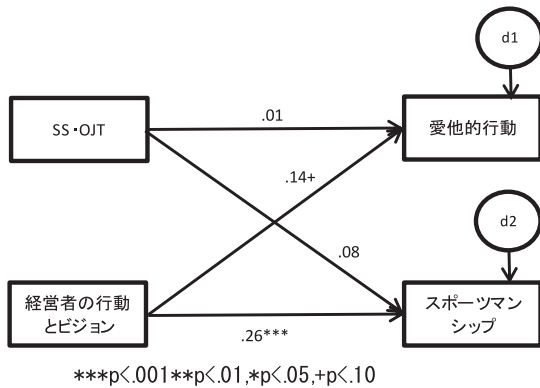 d1
SS・OJT
.01
愛他的行動
.14+
d2
.08
経営者の行動
とビジョン
.26***
スポーツマン
シップ
***p<.001**p<.01,*p<.05,+p<.10